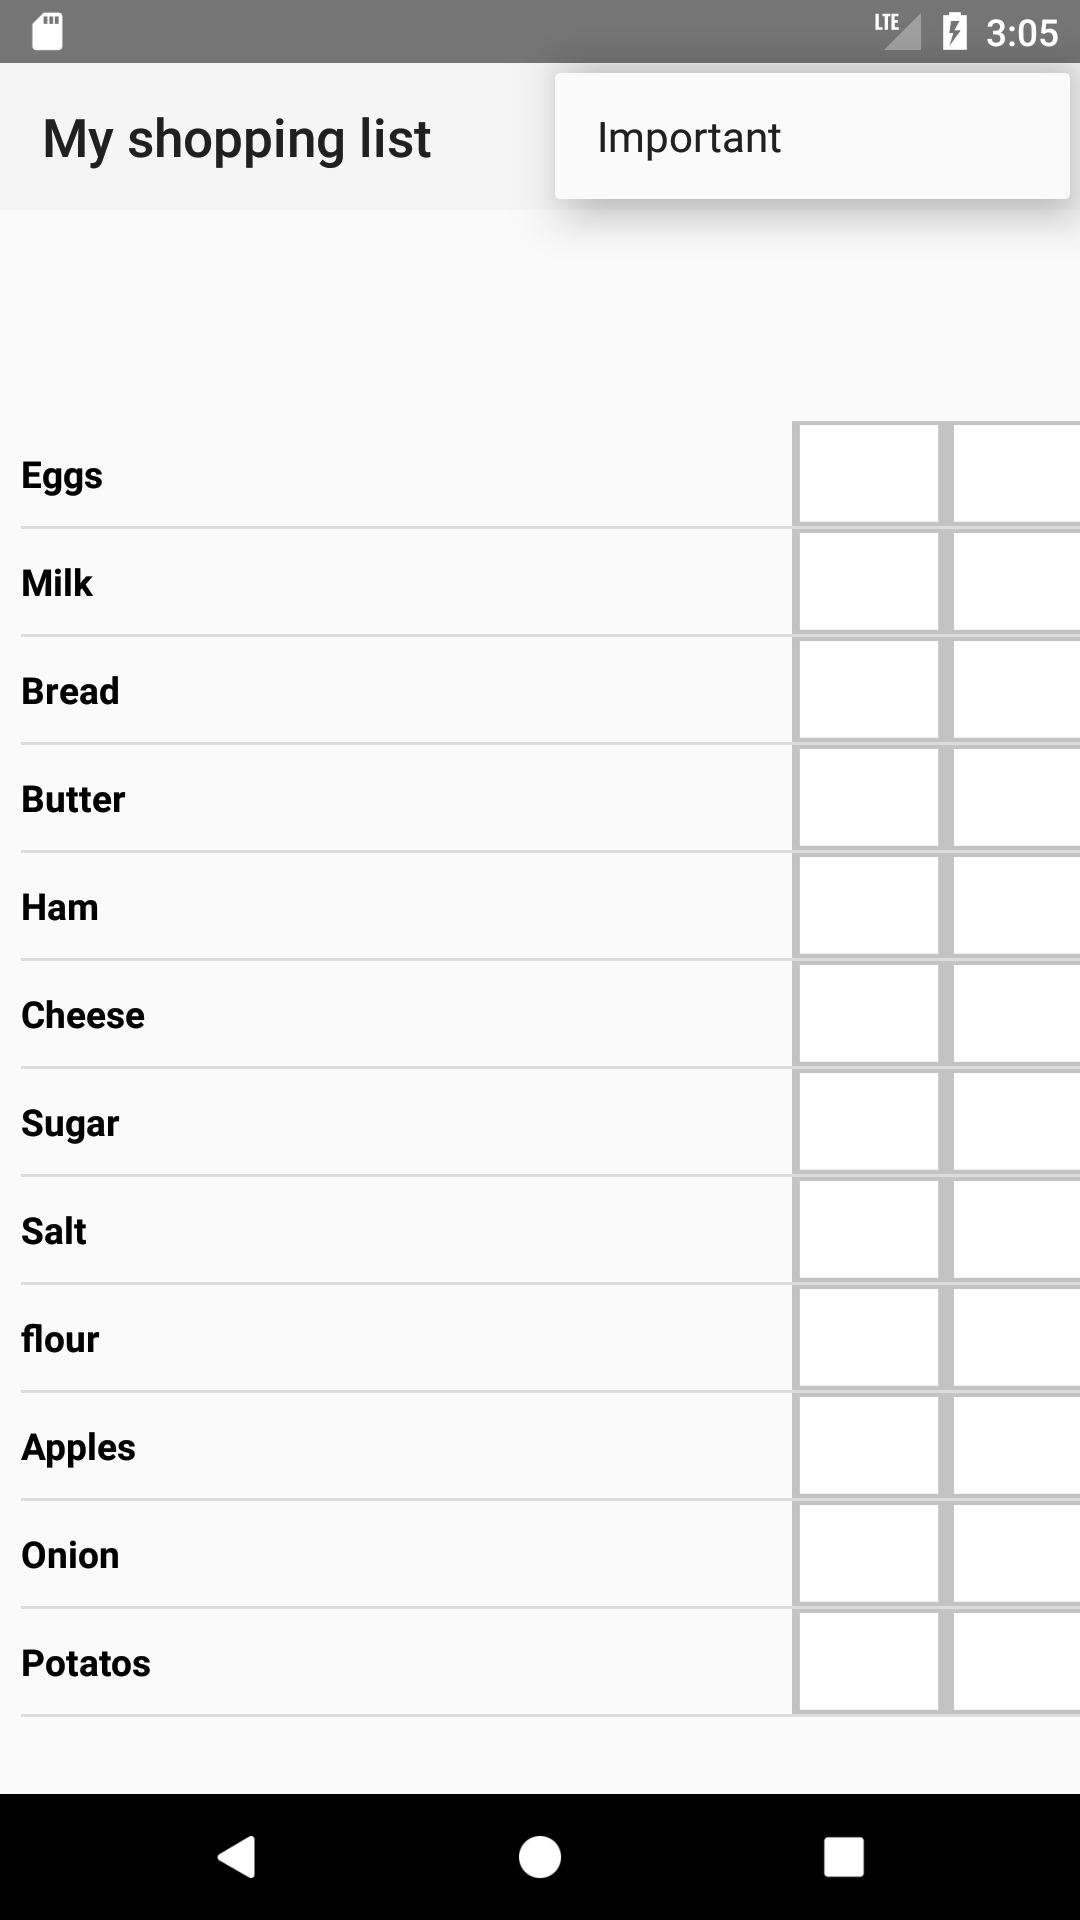 LTE 3:05
My shopping list
Important
Eggs
Milk
Bread
Butter
Ham
Cheese
Sugar
Salt
flour
Apples
Onion
Potatos